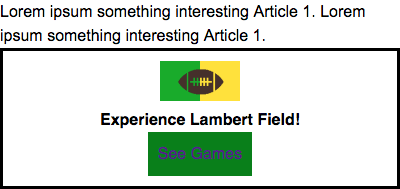 Lorem ipsum something interesting Article 1. Lorem
ipsum something interesting Article 1.
Experience Lambert Field!
See Games